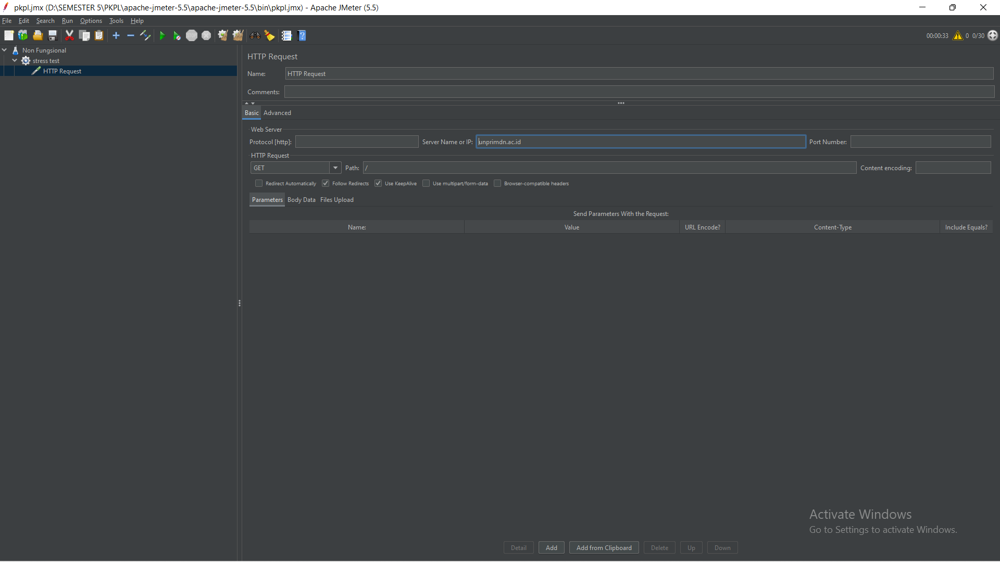 pkpl.jmx (D:\SEMESTER 5\PKPL\apache-jmeter-5.5\apache-jmeter-5.5\bin\pkpl.jmx) - Apache JMeter (5.5)
File Edit Search Run Options Tools Help
00:00:33 0 0/30
Non Fungsional
stress test
HTTP Request
HTTP Request
Name: HTTP Request
Comments:
Basic Advanced
Web Server
Protocol [http]: Server Name or IP: unprimdn.ac.id Port Number:
HTTP Request
GET Path: / Content encoding:
Redirect Automatically Follow Redirects Use KeepAlive Use multipart/form-data Browser-compatible headers
Parameters Body Data Files Upload
Send Parameters With the Request:
Name: Value URL Encode? Content-Type Include Equals?
Activate Windows
Go to Settings to activate Windows.
Detail Add Add from Clipboard Delete Up Down